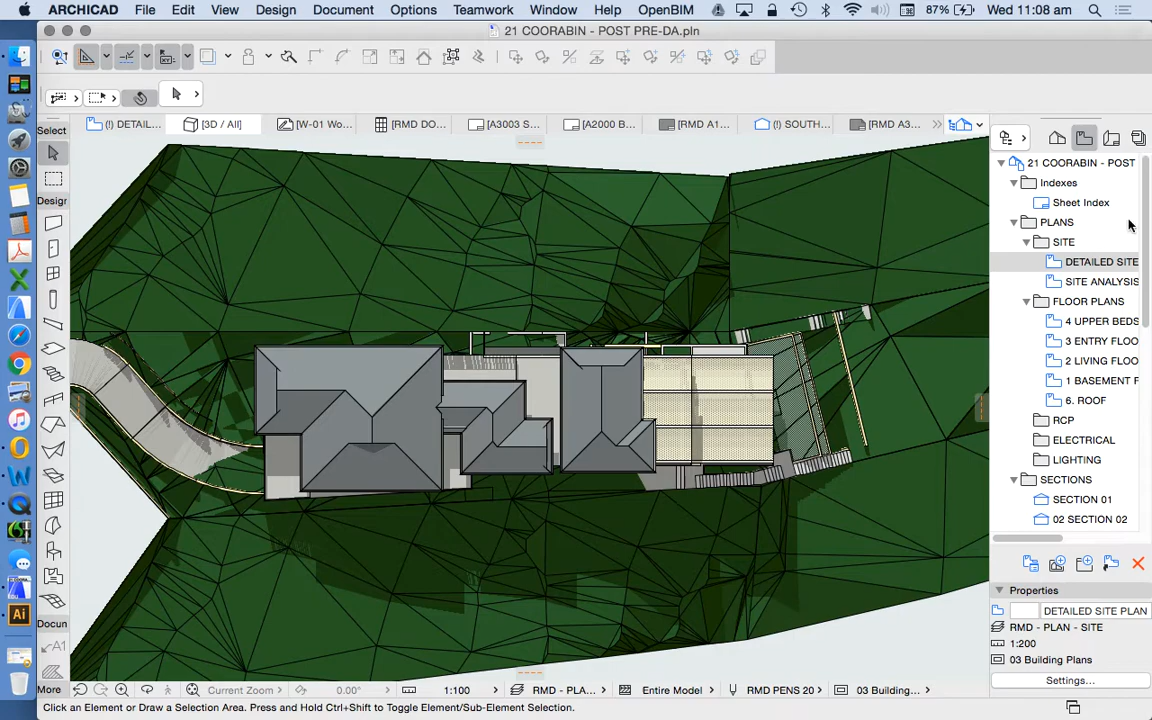 ARCHICAD File Edit View Design Document Options Teamwork Window Help OpenBIM 87% Wed 11:08 am
21 COORABIN - POST PRE-DA.pln
Select
(!) DETAIL... [3D / All] [W-01 Wo... [RMD DO... [A3003 S... [A2000 B... [RMD A1... (!) SOUTH... [RMD A3...
Design
Docun
A1
More
21 COORABIN - POST
Indexes
Sheet Index
PLANS
SITE
DETAILED SITE
SITE ANALYSIS
FLOOR PLANS
4 UPPER BEDS
3 ENTRY FLOO
2 LIVING FLOO
1 BASEMENT F
6. ROOF
RCP
ELECTRICAL
LIGHTING
SECTIONS
SECTION 01
02 SECTION 02
Properties
DETAILED SITE PLAN
RMD - PLAN - SITE
1:200
03 Building Plans
Settings...
Current Zoom 0.00° 1:100 RMD - PLA... Entire Model RMD PENS 20 03 Building...
Click an Element or Draw a Selection Area. Press and Hold Ctrl+Shift to Toggle Element/Sub-Element Selection.